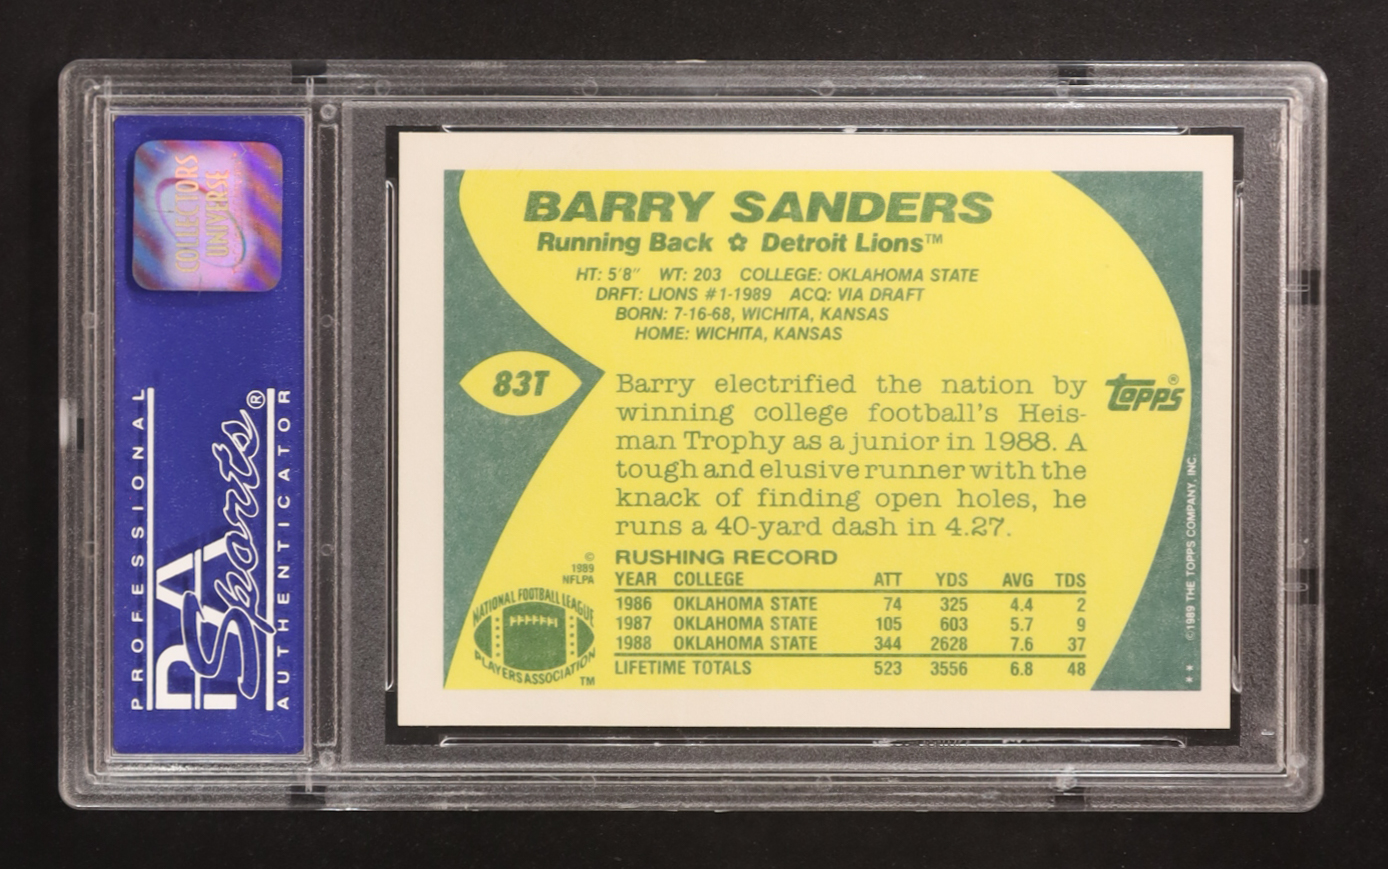 COLLECTORS
UNIVERSE
PROFESSIONAL
PSA
Sports®
AUTHENTICATOR
BARRY SANDERS
Running Back ✿ Detroit Lions™
HT: 5'8" WT: 203 COLLEGE: OKLAHOMA STATE
DRFT: LIONS #1-1989 ACQ: VIA DRAFT
BORN: 7-16-68, WICHITA, KANSAS
HOME: WICHITA, KANSAS
83T
Barry electrified the nation by
winning college football's Heis-
man Trophy as a junior in 1988. A
tough and elusive runner with the
knack of finding open holes, he
runs a 40-yard dash in 4.27.
topps®
RUSHING RECORD
YEAR COLLEGE ATT YDS AVG TDS
1986 OKLAHOMA STATE 74 325 4.4 2
1987 OKLAHOMA STATE 105 603 5.7 9
1988 OKLAHOMA STATE 344 2628 7.6 37
LIFETIME TOTALS 523 3556 6.8 48
©
1989
NFLPA
NATIONAL FOOTBALL LEAGUE
PLAYERS ASSOCIATION
TM
* * ©1989 THE TOPPS COMPANY, INC.